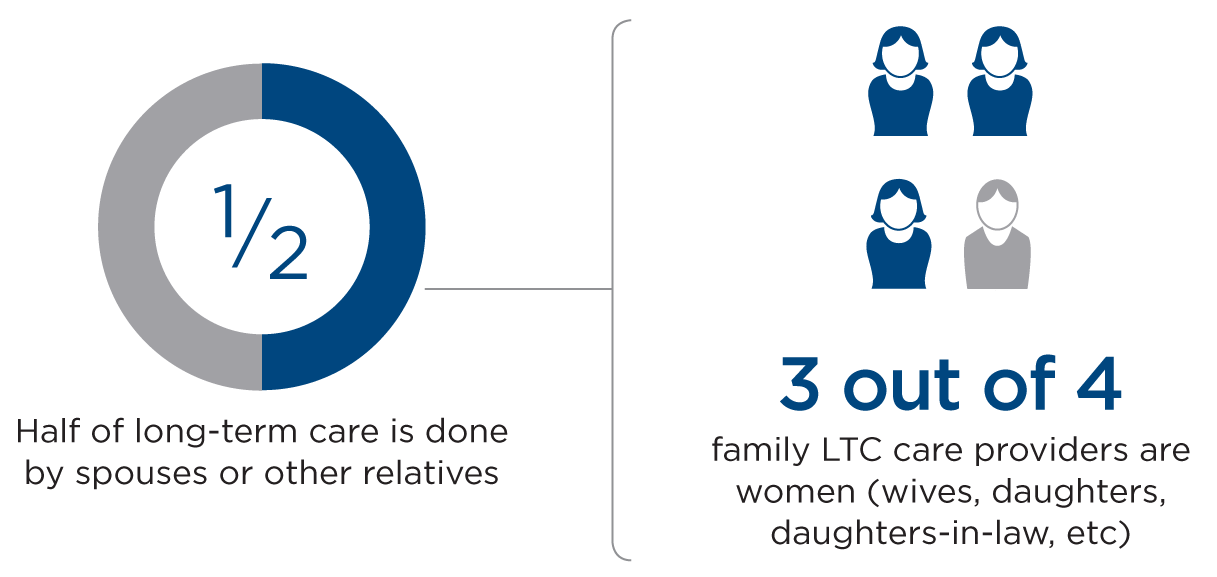 1/2
Half of long-term care is done
by spouses or other relatives
3 out of 4
family LTC care providers are
women (wives, daughters,
daughters-in-law, etc)